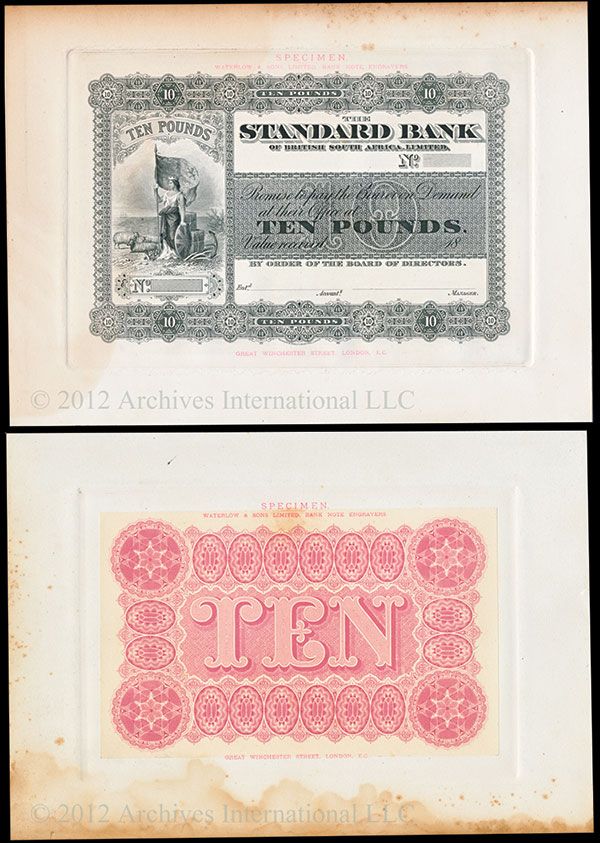 SPECIMEN.
WATERLOW & SONS LIMITED, BANK NOTE ENGRAVERS
10 TEN POUNDS 10
TEN POUNDS
THE
STANDARD BANK
OF BRITISH SOUTH AFRICA, LIMITED.
No.
Promise to pay the Bearer on Demand
at their Office at
TEN POUNDS.
Value received 18
BY ORDER OF THE BOARD OF DIRECTORS.
No.
Entd. Accountt. MANAGER.
10 TEN POUNDS 10
GREAT WINCHESTER STREET, LONDON, E.C.
© 2012 Archives International LLC
SPECIMEN.
WATERLOW & SONS LIMITED, BANK NOTE ENGRAVERS
TEN
GREAT WINCHESTER STREET, LONDON, E.C.
© 2012 Archives International LLC